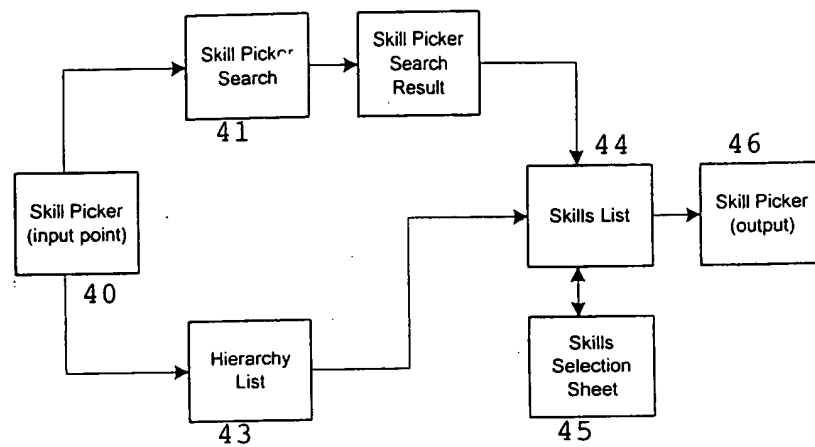 Skill Picker
Search
41
Skill Picker
Search
Result
Skill Picker
(input point)
40
Hierarchy
List
43
44
Skills List
46
Skill Picker
(output)
Skills
Selection
Sheet
45